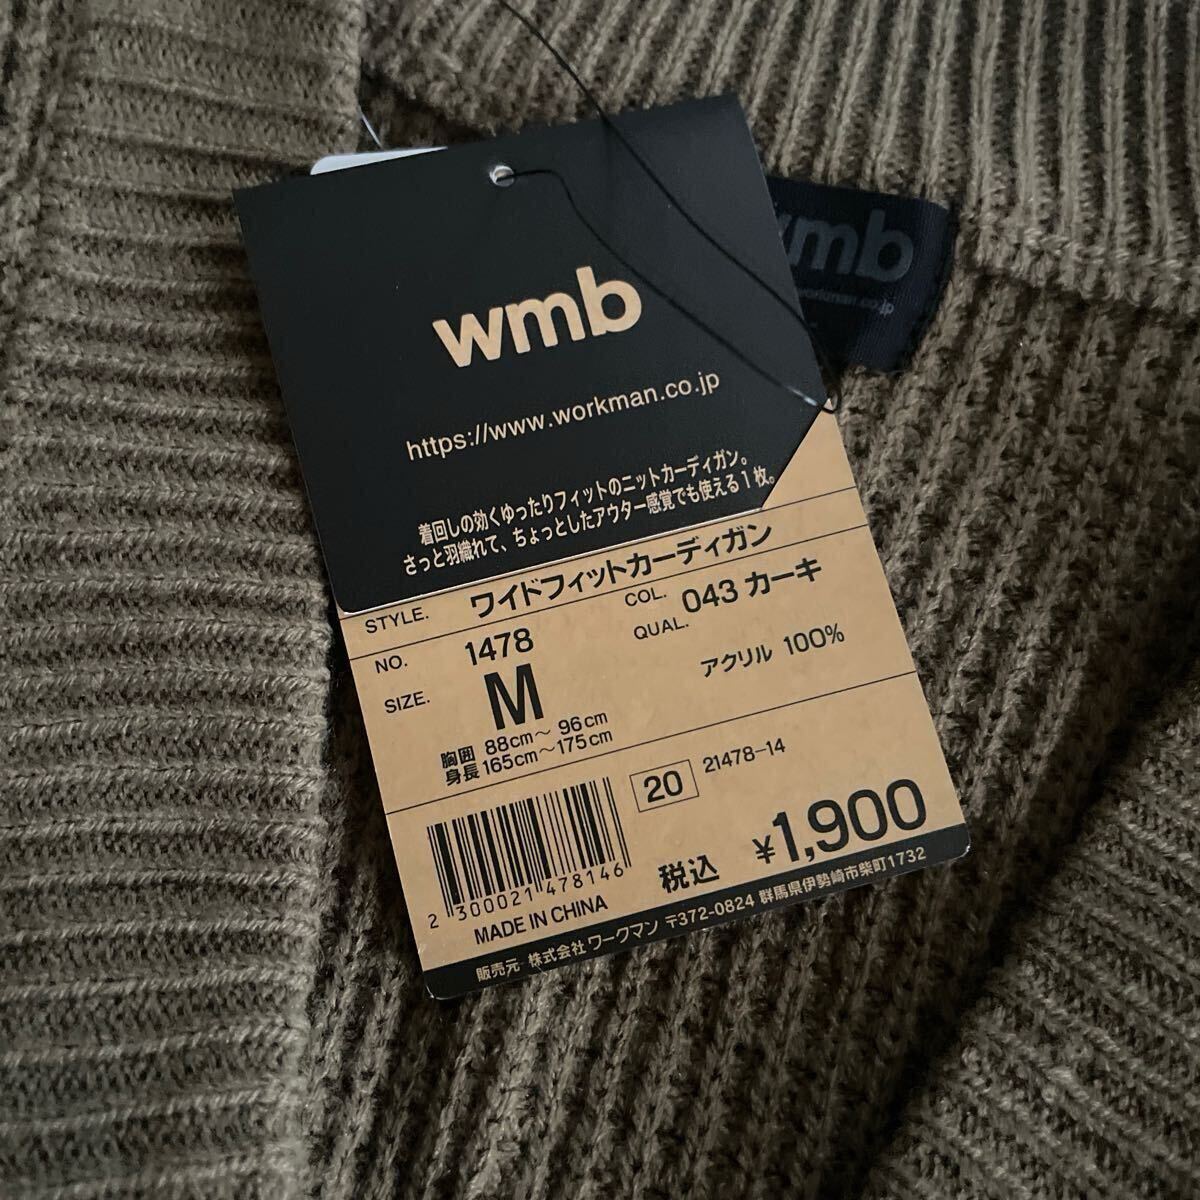 wmb
https://www.workman.co.jp
着回しの効くゆったりフィットのニットカーディガン。
さっと羽織れて、ちょっとしたアウター感覚でも使える1枚。
STYLE. ワイドフィットカーディガン
NO. 1478
COL. 043 カーキ
QUAL. アクリル 100%
SIZE. M
胸囲 88cm～ 96cm
身長 165cm～175cm
20 21478-14
2 300021 478146
税込 ¥1,900
MADE IN CHINA
販売元 株式会社ワークマン 〒372-0824 群馬県伊勢崎市柴町1732
wmb
workman.co.jp